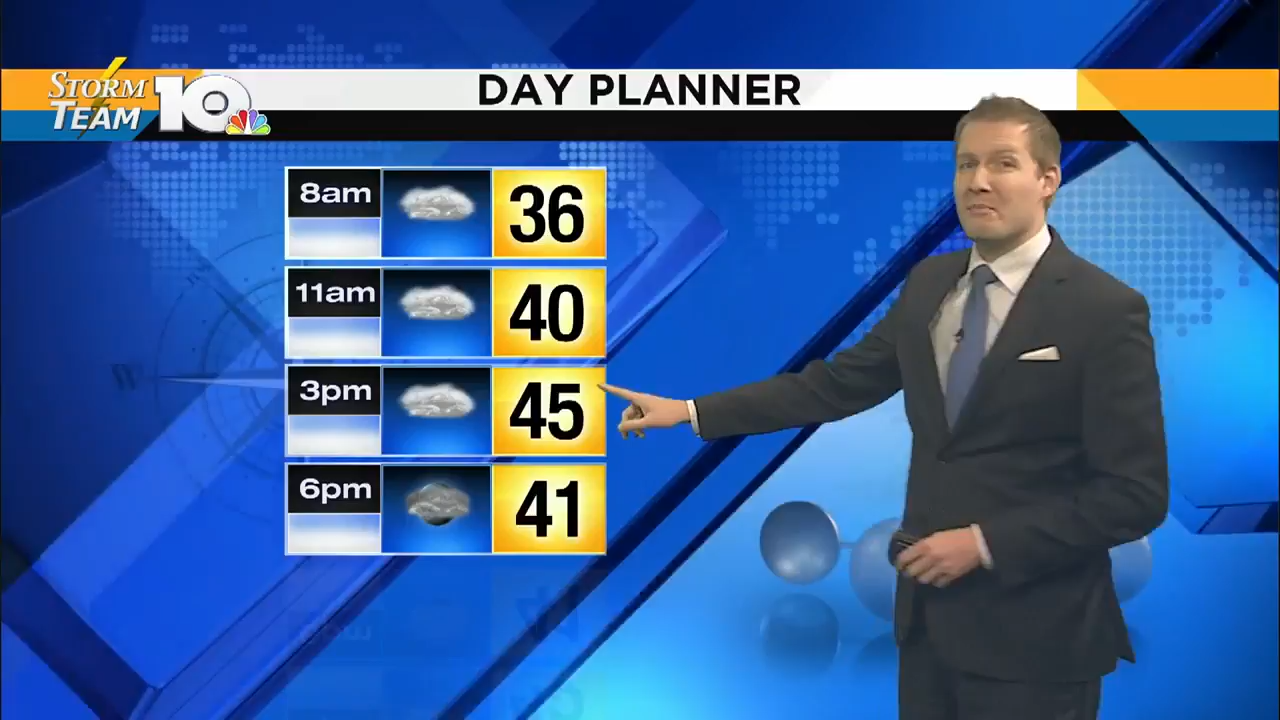 STORM
TEAM 10
DAY PLANNER
8am 36
11am 40
3pm 45
6pm 41
W